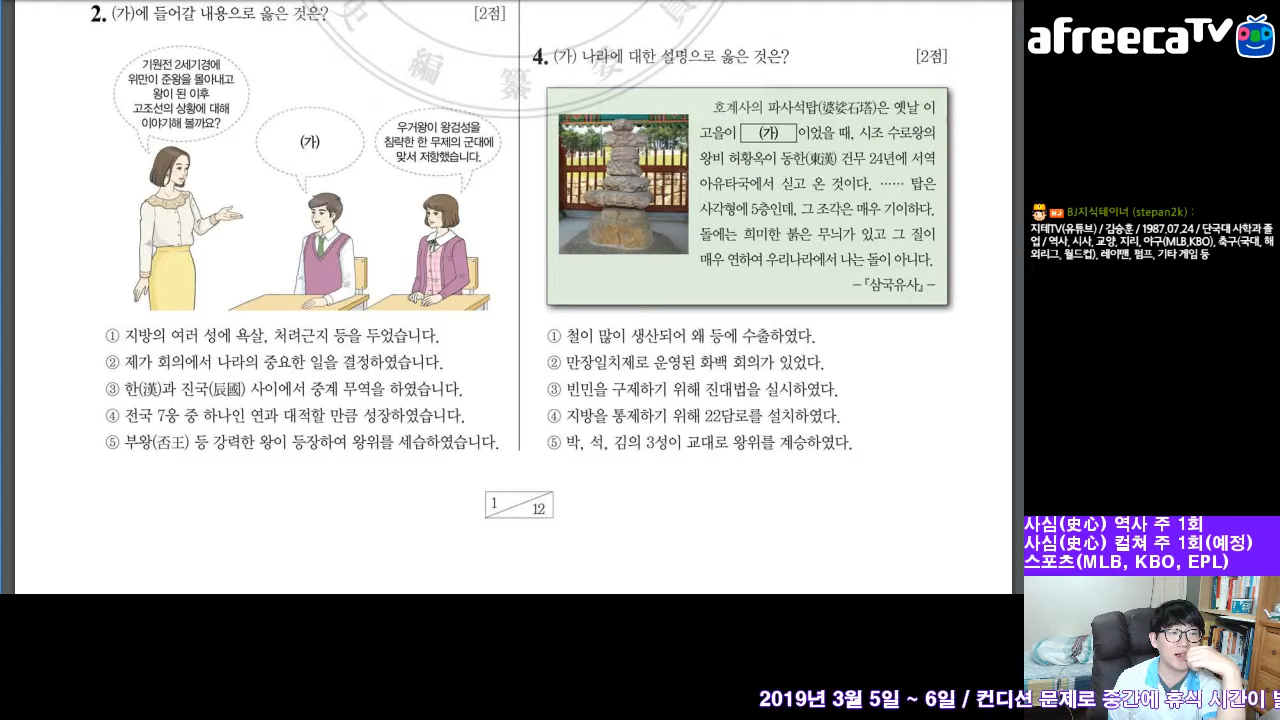 2. (가)에 들어갈 내용으로 옳은 것은? [2점]
기원전 2세기경에
위만이 준왕을 몰아내고
왕이 된 이후
고조선의 상황에 대해
이야기해 볼까요?
(가)
우거왕이 왕검성을
침략한 한 무제의 군대에
맞서 저항했습니다.
① 지방의 여러 성에 욕살, 처려근지 등을 두었습니다.
② 제가 회의에서 나라의 중요한 일을 결정하였습니다.
③ 한(漢)과 진국(辰國) 사이에서 중계 무역을 하였습니다.
④ 전국 7웅 중 하나인 연과 대적할 만큼 성장하였습니다.
⑤ 부왕(否王) 등 강력한 왕이 등장하여 왕위를 세습하였습니다.
史
編
纂
4. (가) 나라에 대한 설명으로 옳은 것은? [2점]
호계사의 파사석탑(婆娑石塔)은 옛날 이
고을이 (가) 이었을 때, 시조 수로왕의
왕비 허황옥이 동한(東漢) 건무 24년에 서역
아유타국에서 싣고 온 것이다. …… 탑은
사각형에 5층인데, 그 조각은 매우 기이하다.
돌에는 희미한 붉은 무늬가 있고 그 질이
매우 연하여 우리나라에서 나는 돌이 아니다.
-『삼국유사』-
① 철이 많이 생산되어 왜 등에 수출하였다.
② 만장일치제로 운영된 화백 회의가 있었다.
③ 빈민을 구제하기 위해 진대법을 실시하였다.
④ 지방을 통제하기 위해 22담로를 설치하였다.
⑤ 박, 석, 김의 3성이 교대로 왕위를 계승하였다.
1 12
afreecaTV
BJ BJ지식테이너 (stepan2k) :
지테TV(유튜브) / 김승훈 / 1987.07.24 / 단국대 사학과 졸
업 / 역사, 시사, 교양, 지리, 야구(MLB,KBO), 축구(국대, 해
외리그, 월드컵), 레이맨, 펌프, 기타 게임 등
사심(史心) 역사 주 1회
사심(史心) 컬쳐 주 1회(예정)
스포츠(MLB, KBO, EPL)
2019년 3월 5일 ~ 6일 / 컨디션 문제로 중간에 휴식 시간이